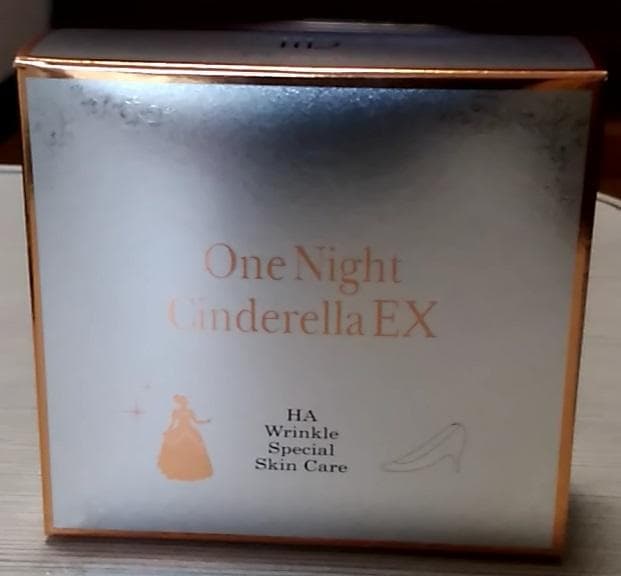 One Night
Cinderella EX
HA
Wrinkle
Special
Skin Care